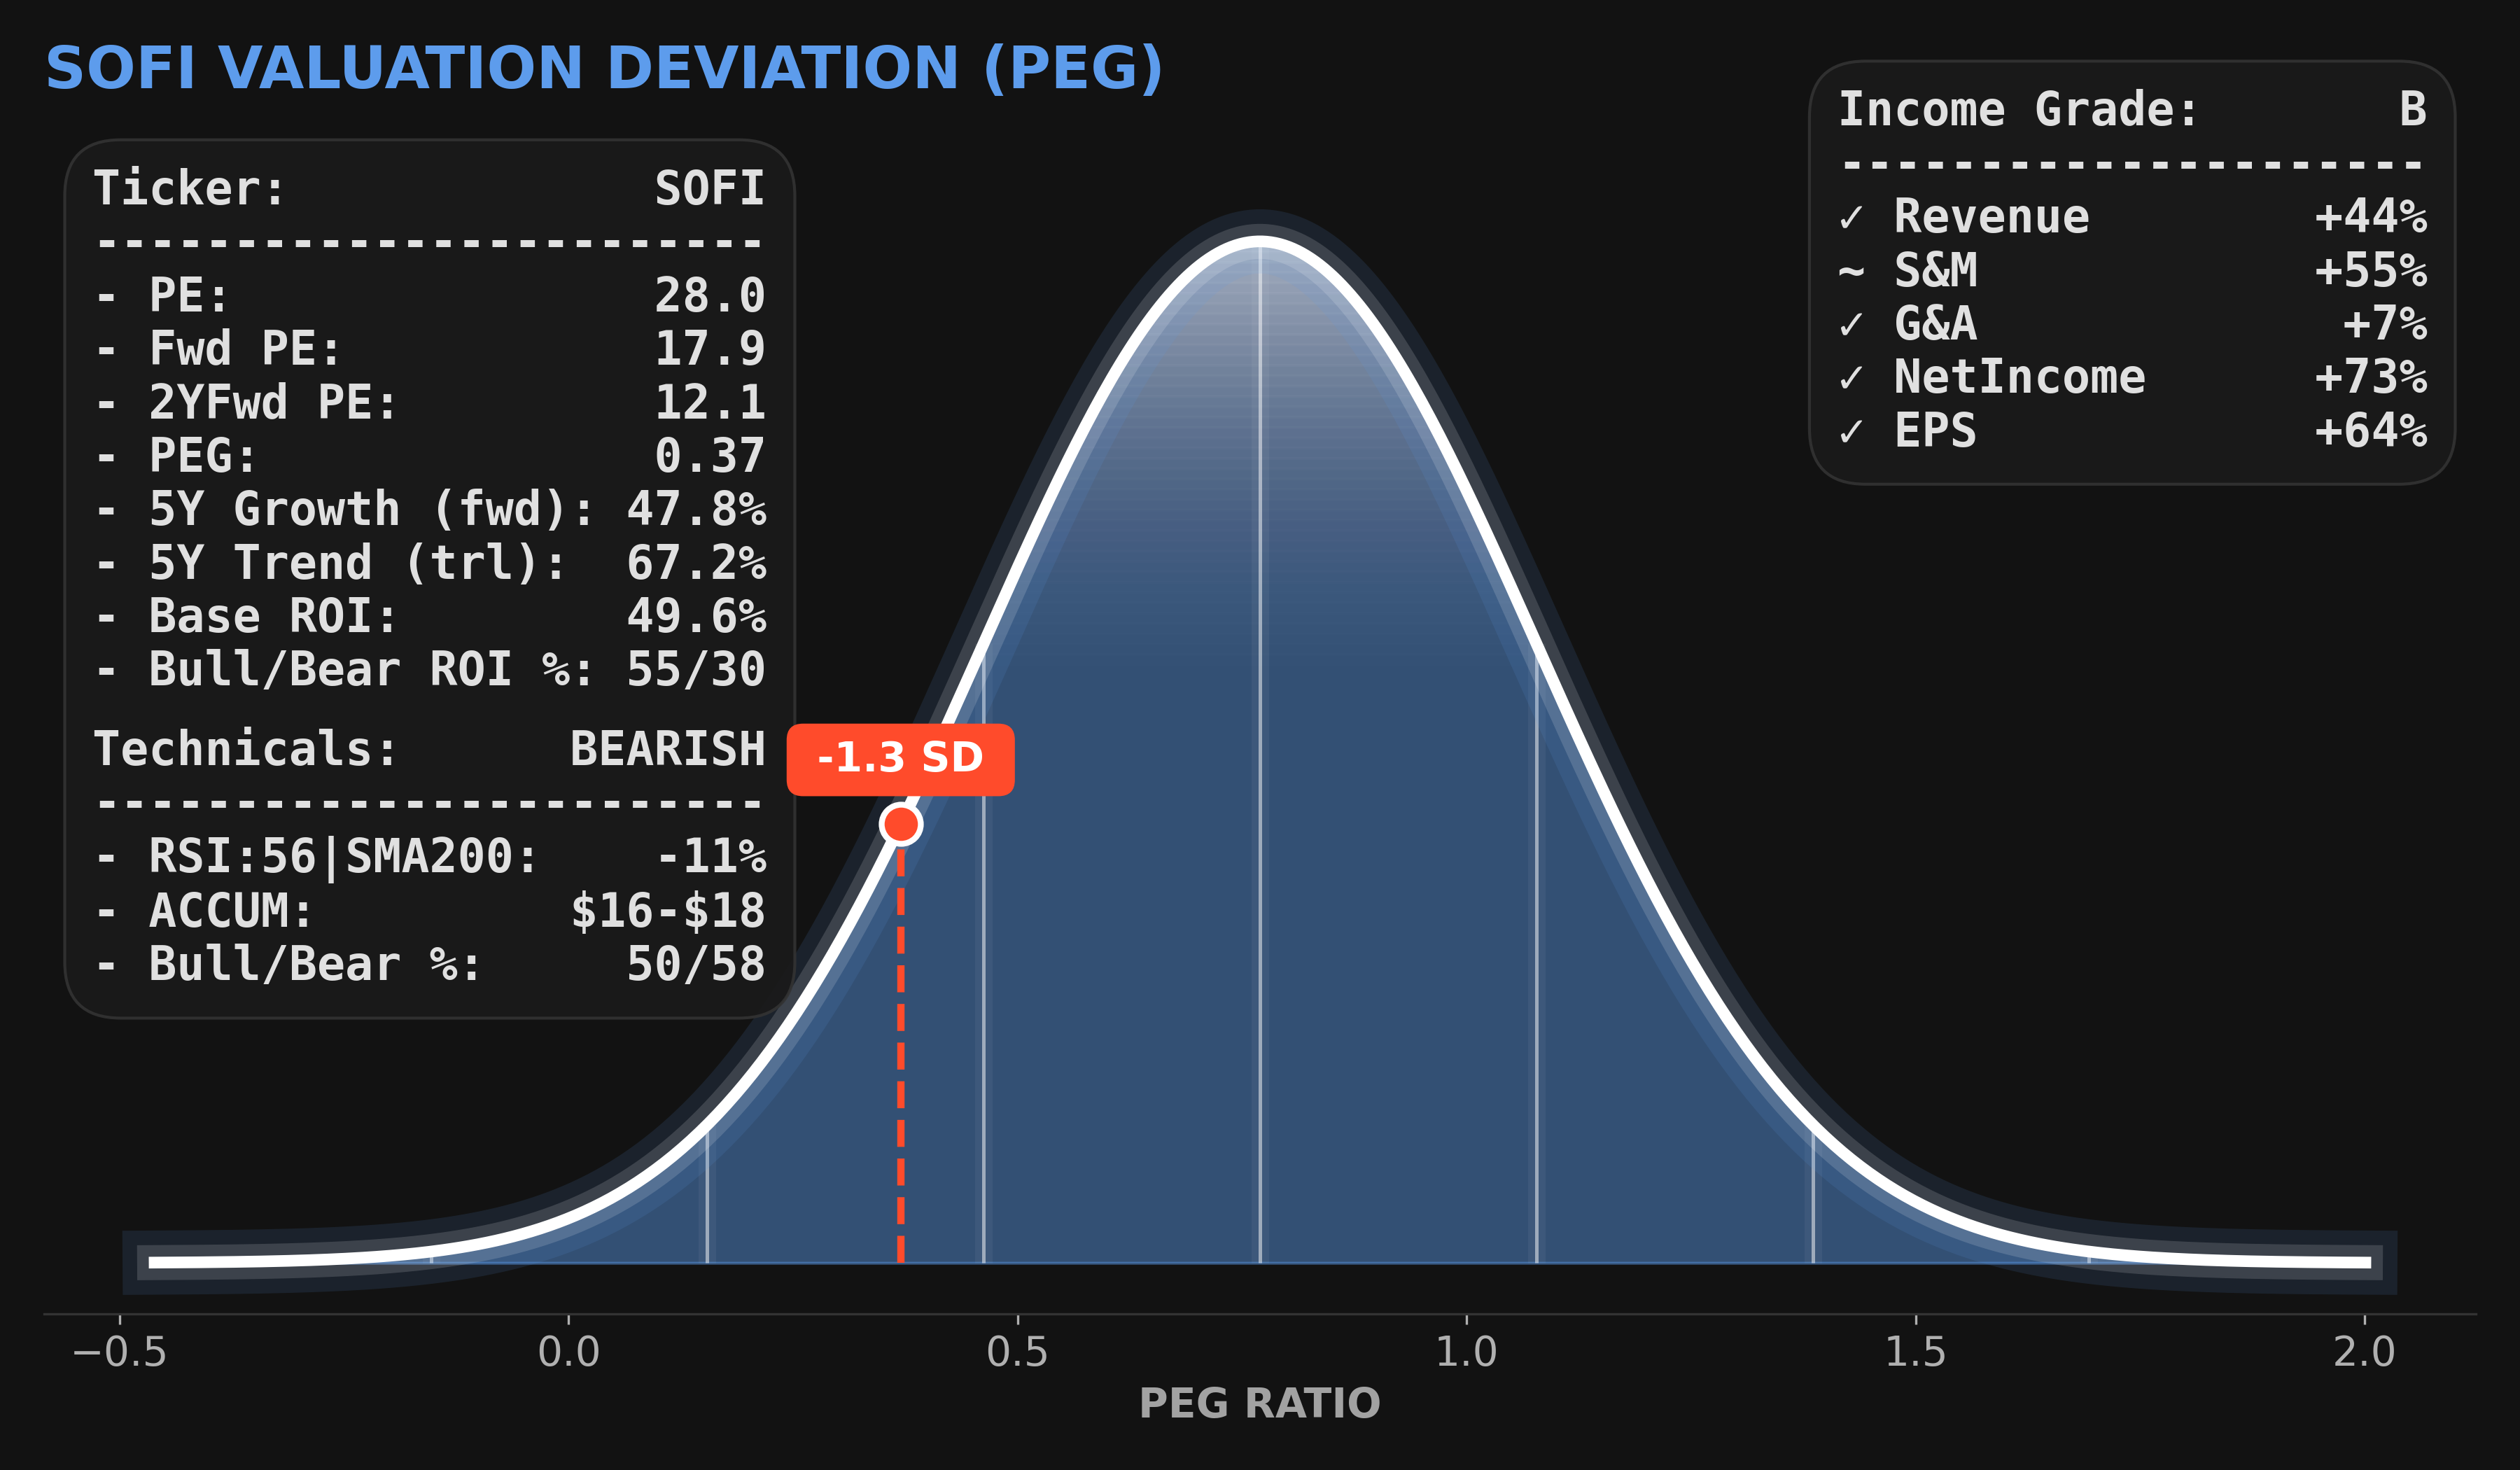 SOFI VALUATION DEVIATION (PEG)
Ticker: SOFI
------------------------
- PE: 28.0
- Fwd PE: 17.9
- 2YFwd PE: 12.1
- PEG: 0.37
- 5Y Growth (fwd): 47.8%
- 5Y Trend (trl): 67.2%
- Base ROI: 49.6%
- Bull/Bear ROI %: 55/30
Technicals: BEARISH
------------------------
- RSI:56|SMA200: -11%
- ACCUM: $16-$18
- Bull/Bear %: 50/58
Income Grade: B
---------------------
✓ Revenue +44%
~ S&M +55%
✓ G&A +7%
✓ NetIncome +73%
✓ EPS +64%
-1.3 SD
−0.5 0.0 0.5 1.0 1.5 2.0
PEG RATIO